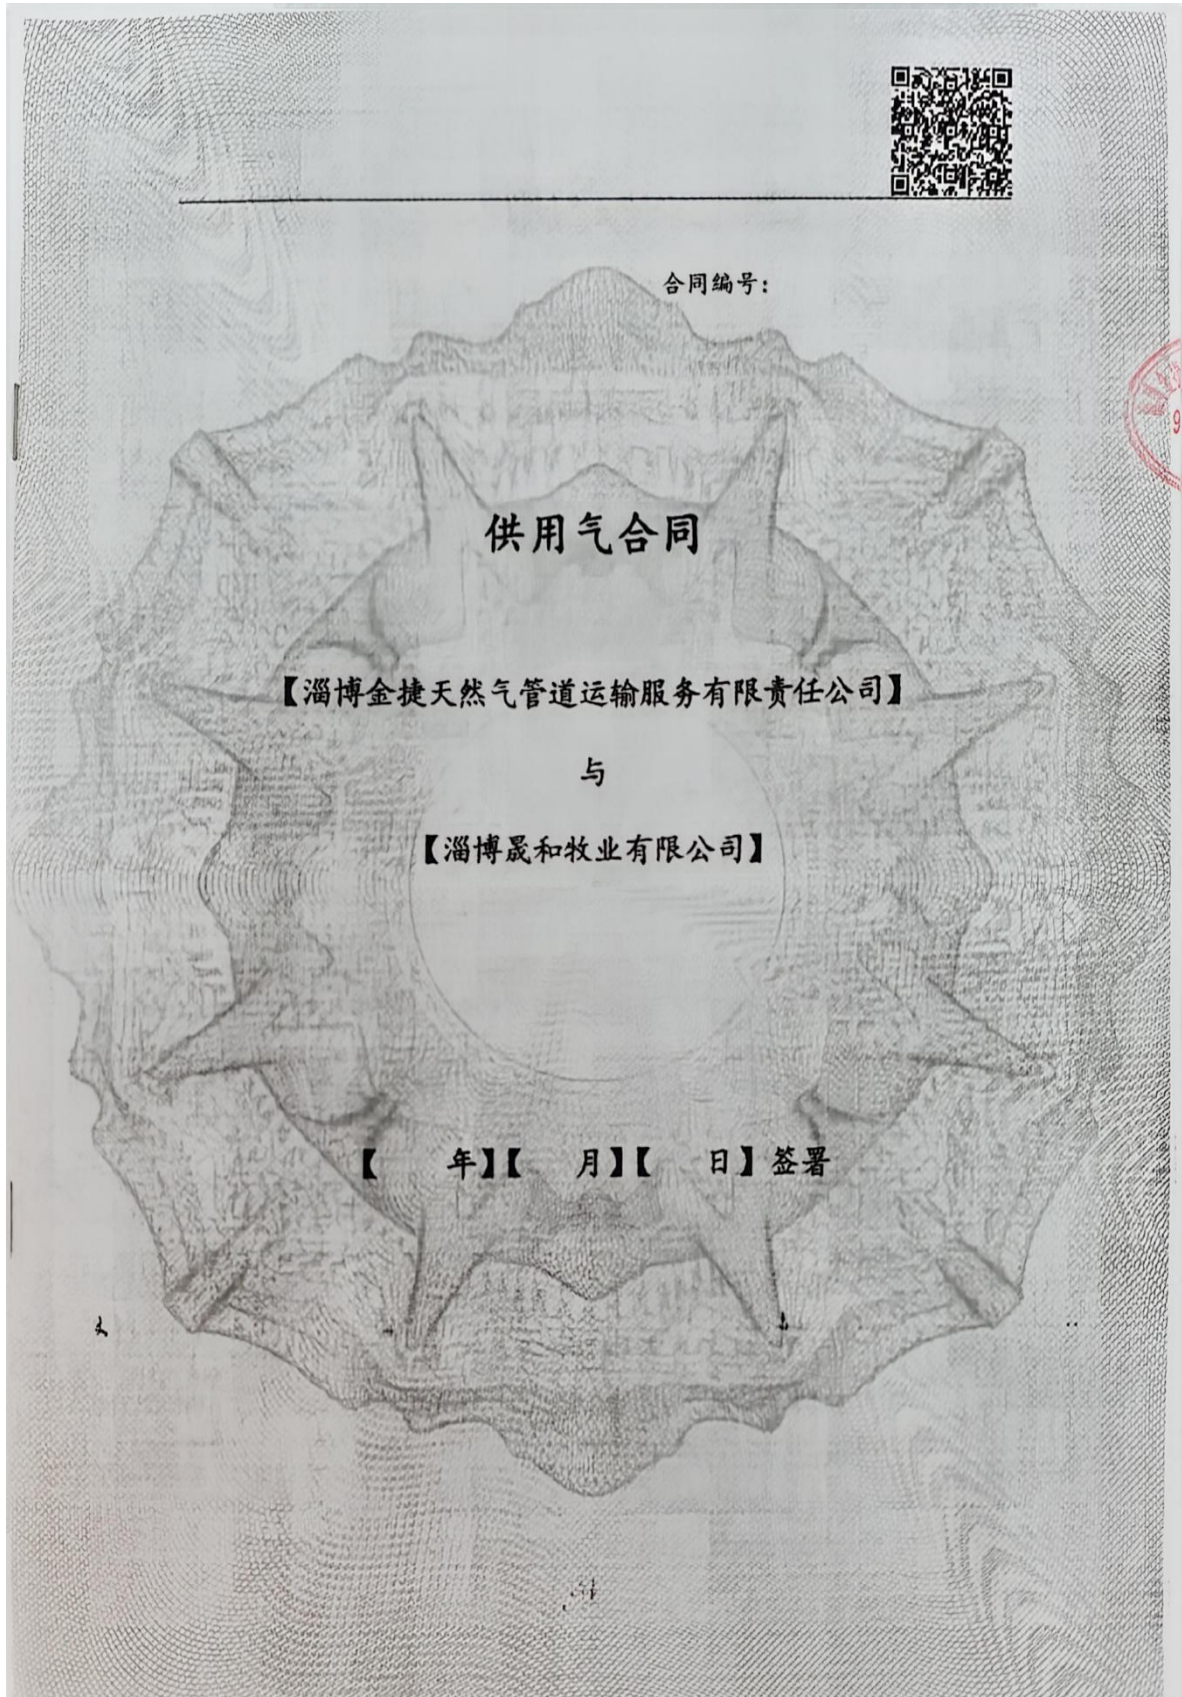 合同编号：
供用气合同
【淄博金捷天然气管道运输服务有限责任公司】
与
【淄博晟和牧业有限公司】
【 年】【 月】【 日】签署